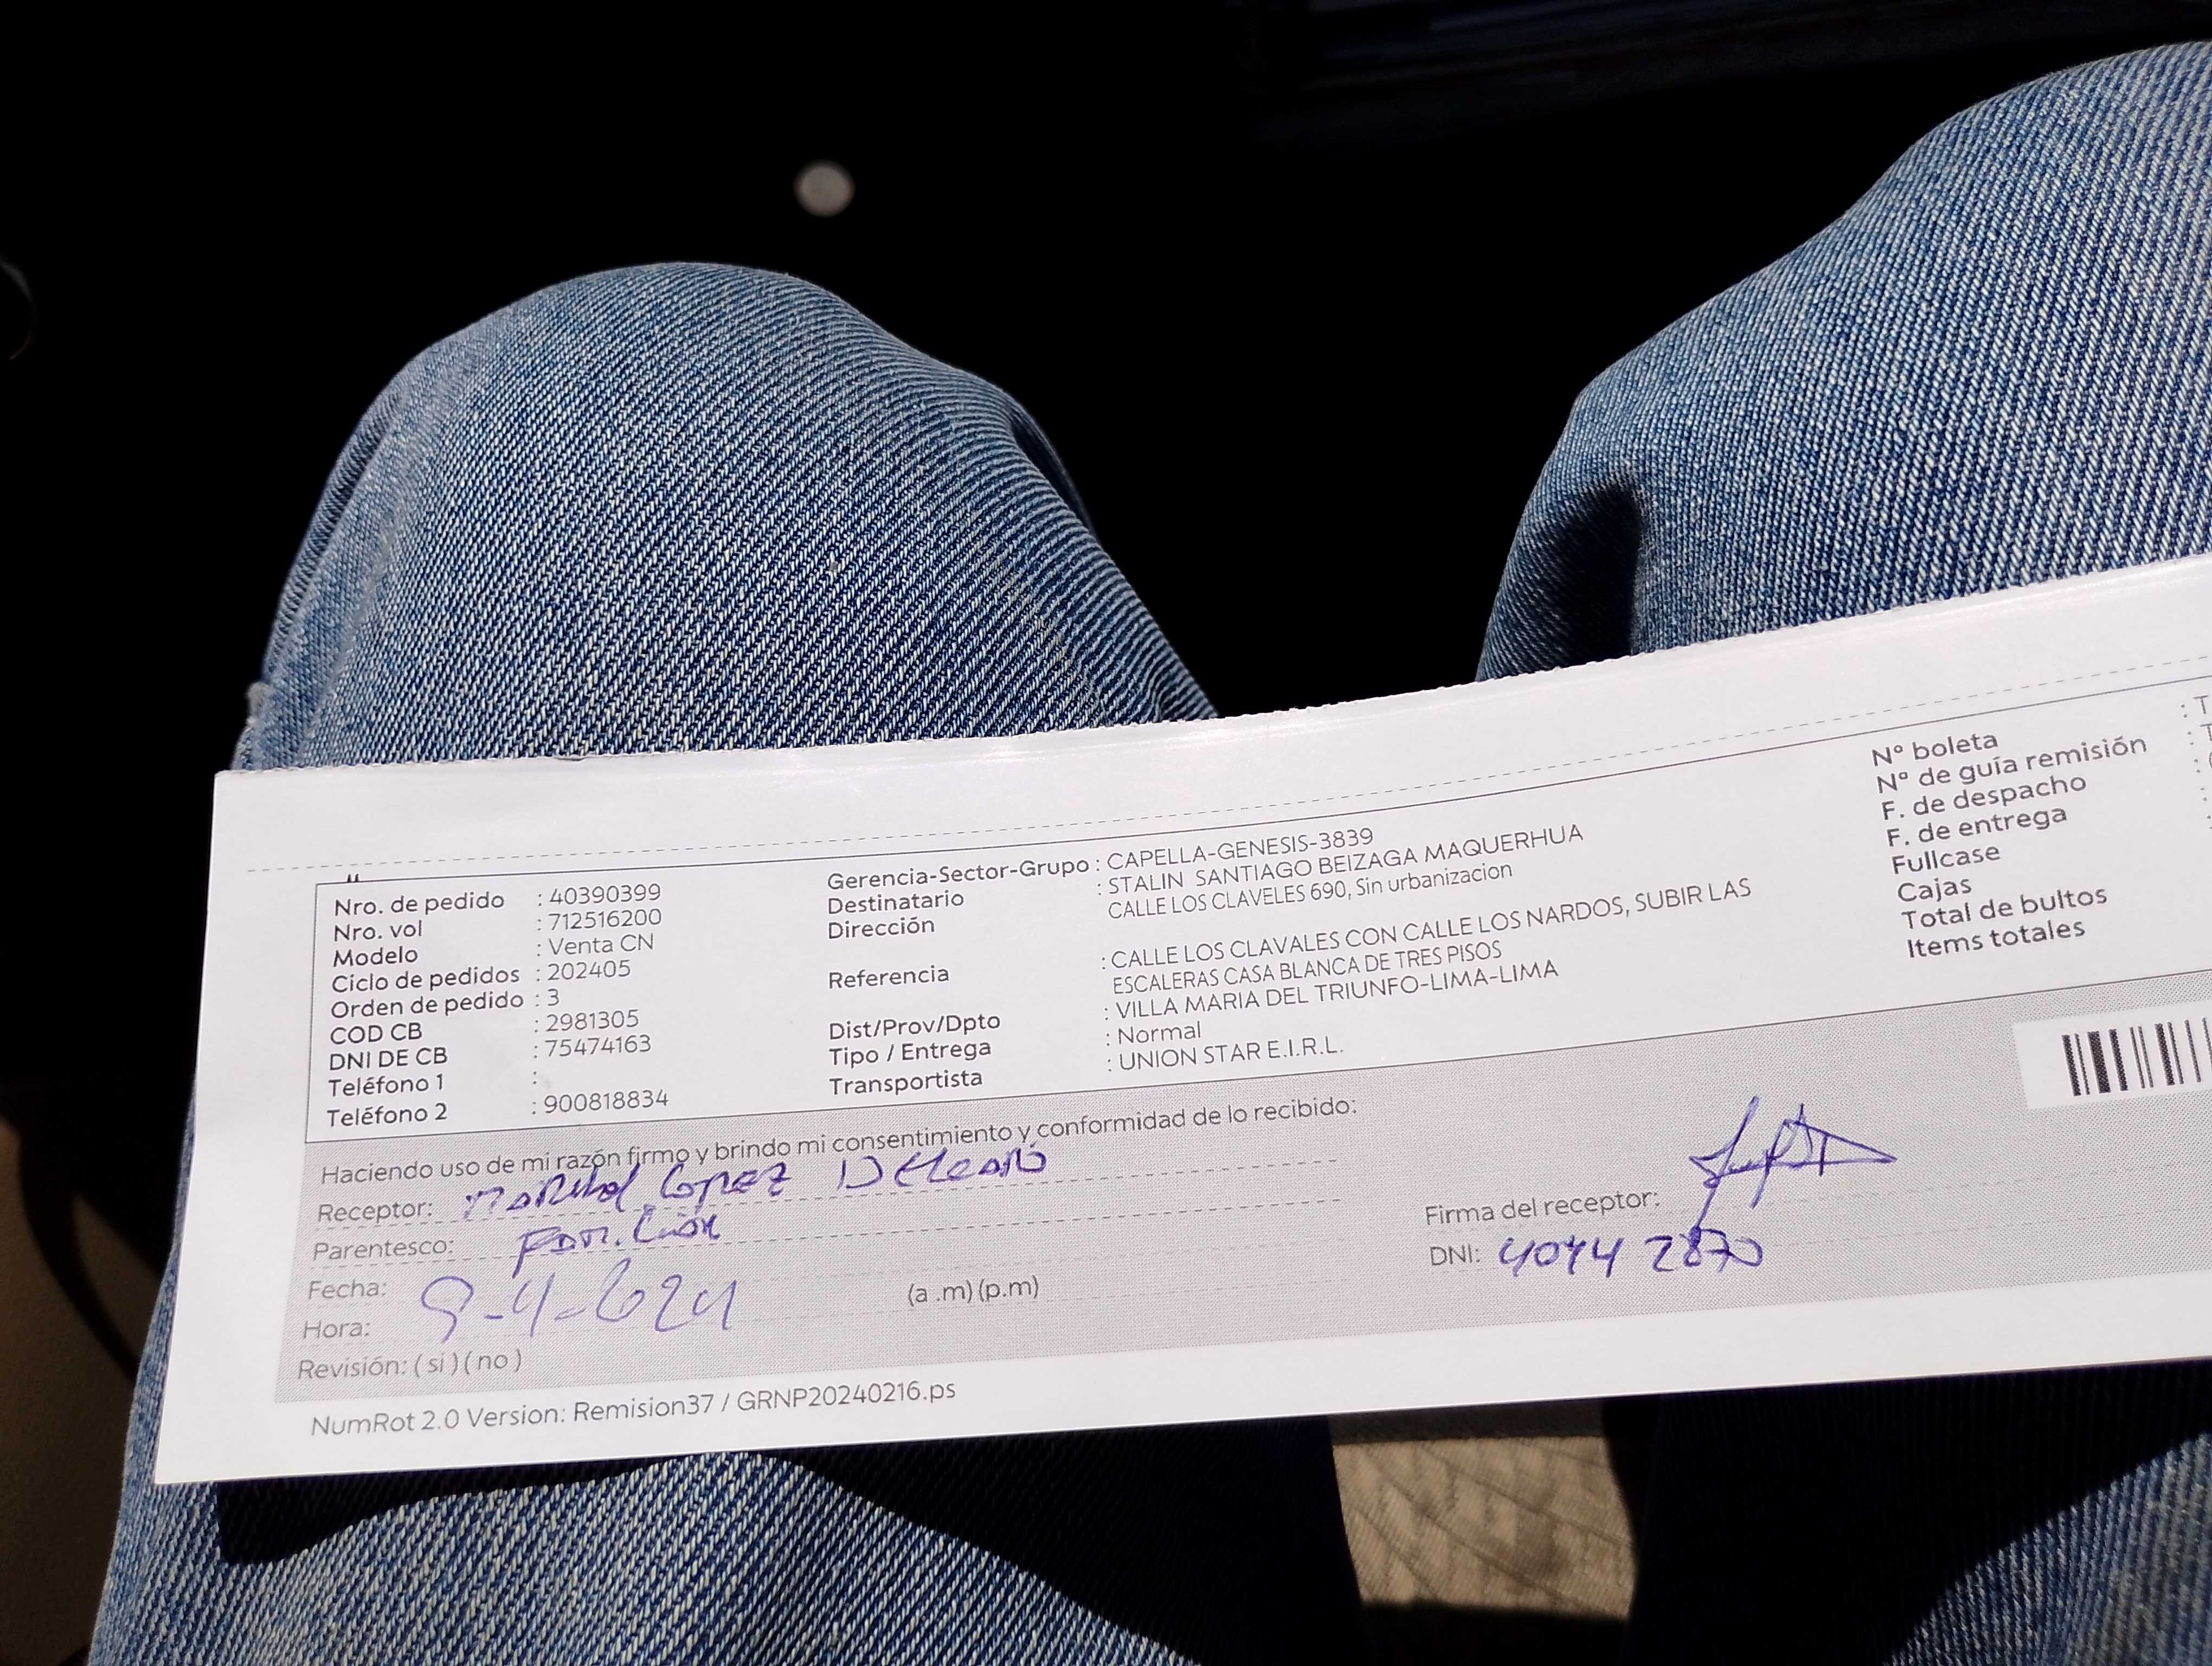 Nro. de pedido : 40390399
Nro. vol : 712516200
Modelo : Venta CN
Ciclo de pedidos : 202405
Orden de pedido : 3
COD CB : 2981305
DNI DE CB : 75474163
Teléfono 1 :
Teléfono 2 : 900818834
Gerencia-Sector-Grupo : CAPELLA-GENESIS-3839
Destinatario : STALIN SANTIAGO BEIZAGA MAQUERHUA
Dirección CALLE LOS CLAVELES 690, Sin urbanizacion
Referencia : CALLE LOS CLAVALES CON CALLE LOS NARDOS, SUBIR LAS
ESCALERAS CASA BLANCA DE TRES PISOS
Dist/Prov/Dpto : VILLA MARIA DEL TRIUNFO-LIMA-LIMA
Tipo / Entrega : Normal
Transportista : UNION STAR E.I.R.L.
N° boleta : T
N° de guía remisión : T
F. de despacho :
F. de entrega :
Fullcase :
Cajas
Total de bultos
Items totales
Haciendo uso de mi razón firmo y brindo mi consentimiento y conformidad de lo recibido:
Receptor: Lopez
Parentesco:
Fecha:
Hora: (a .m)(p.m)
Revisión: ( si )( no )
Firma del receptor:
DNI: 4044 2870
NumRot 2.0 Version: Remision37 / GRNP20240216.ps